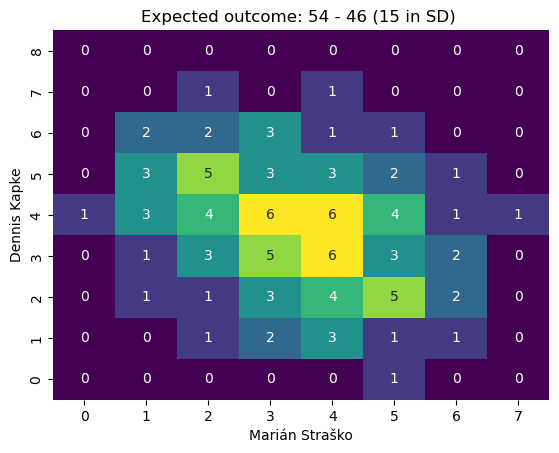 Expected outcome: 54 - 46 (15 in SD)
8 0 0 0 0 0 0 0 0
7 0 0 1 0 1 0 0 0
6 0 2 2 3 1 1 0 0
5 0 3 5 3 3 2 1 0
4 1 3 4 6 6 4 1 1
3 0 1 3 5 6 3 2 0
2 0 1 1 3 4 5 2 0
1 0 0 1 2 3 1 1 0
0 0 0 0 0 0 1 0 0
0 1 2 3 4 5 6 7
Dennis Kapke
Marián Straško